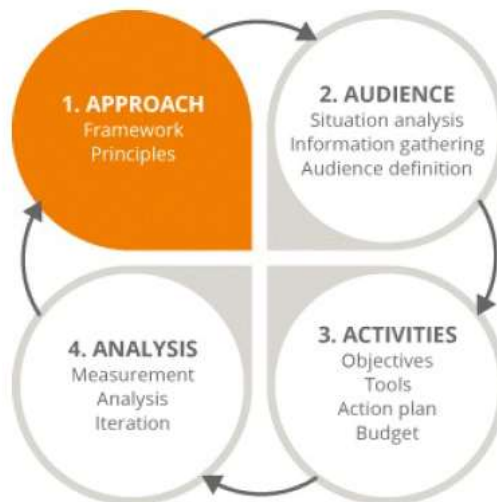 1. APPROACH
Framework
Principles
2. AUDIENCE
Situation analysis
Information gathering
Audience definition
3. ACTIVITIES
Objectives
Tools
Action plan
Budget
4. ANALYSIS
Measurement
Analysis
Iteration